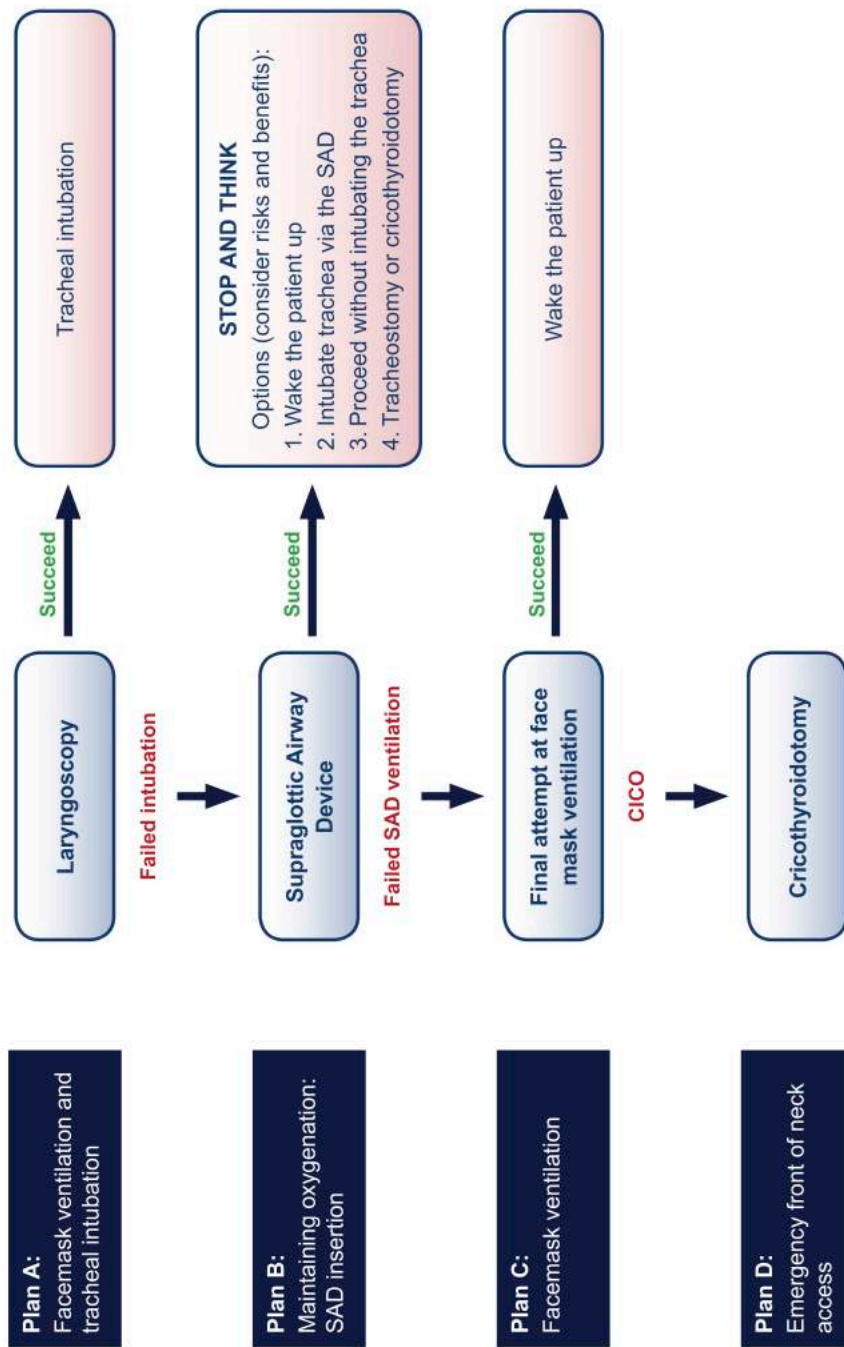 Plan A:
Facemask ventilation and
tracheal intubation
Laryngoscopy
Succeed
Tracheal intubation
Failed intubation
Plan B:
Maintaining oxygenation:
SAD insertion
Supraglottic Airway
Device
Succeed
STOP AND THINK
Options (consider risks and benefits):
1. Wake the patient up
2. Intubate trachea via the SAD
3. Proceed without intubating the trachea
4. Tracheostomy or cricothyroidotomy
Failed SAD ventilation
Plan C:
Facemask ventilation
Final attempt at face
mask ventilation
Succeed
Wake the patient up
CICO
Plan D:
Emergency front of neck
access
Cricothyroidotomy